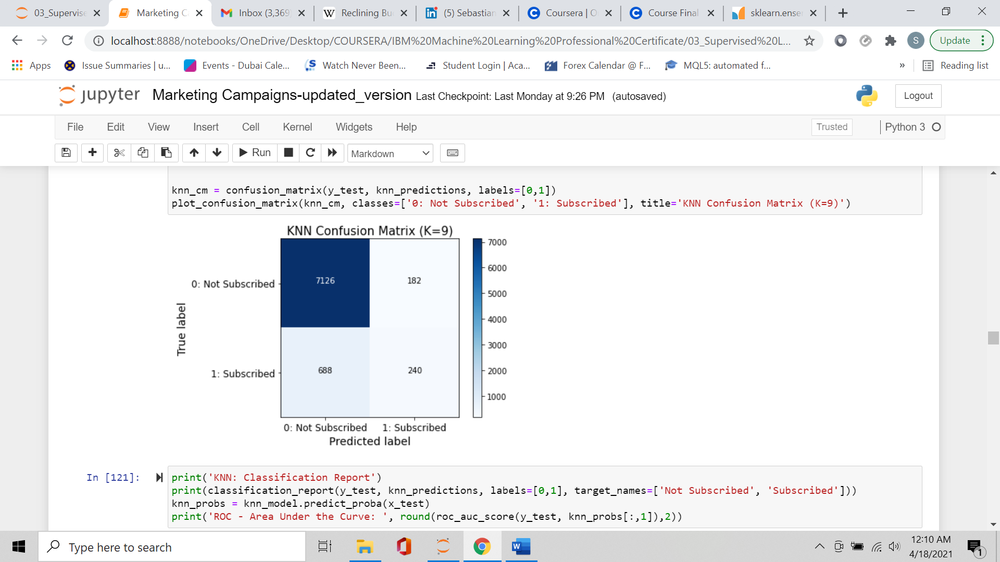 03_Supervise
Marketing C
Inbox (3,369
Reclining Bu
(5) Sebastian
Coursera | O
Course Final
sklearn.ense
localhost:8888/notebooks/OneDrive/Desktop/COURSERA/IBM%20Machine%20Learning%20Professional%20Certificate/03_Supervised%20L...
S
Update
Apps
Issue Summaries | u...
Events - Dubai Cale...
Watch Never Been...
Student Login | Aca...
Forex Calendar @ F...
MQL5: automated f...
»
Reading list
jupyter
Marketing Campaigns-updated_version Last Checkpoint: Last Monday at 9:26 PM (autosaved)
Logout
File Edit View Insert Cell Kernel Widgets Help
Trusted
Python 3
Run
Markdown
knn_cm = confusion_matrix(y_test, knn_predictions, labels=[0,1])
plot_confusion_matrix(knn_cm, classes=['0: Not Subscribed', '1: Subscribed'], title='KNN Confusion Matrix (K=9)')
KNN Confusion Matrix (K=9)
True label
0: Not Subscribed
7126
182
1: Subscribed
688
240
0: Not Subscribed
1: Subscribed
Predicted label
7000
6000
5000
4000
3000
2000
1000
In [121]:
print('KNN: Classification Report')
print(classification_report(y_test, knn_predictions, labels=[0,1], target_names=['Not Subscribed', 'Subscribed']))
knn_probs = knn_model.predict_proba(x_test)
print('ROC - Area Under the Curve: ', round(roc_auc_score(y_test, knn_probs[:,1]),2))
Type here to search
W
12:10 AM
4/18/2021
1